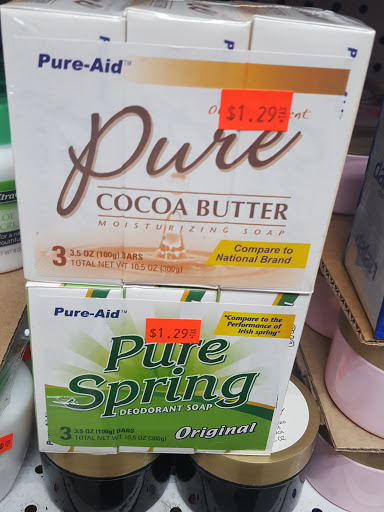 Pure-Aid™
$1.29
Pure
COCOA BUTTER
MOISTURIZING SOAP
3 3.5 OZ (100g) BARS
TOTAL NET WT 10.5 OZ (300g)
Compare to
National Brand
Pure-Aid™
"Compare to the
Performance of
Irish spring"
$1.29
Pure
Spring
DEODORANT SOAP
3 3.5 OZ (100g) BARS
TOTAL NET WT 10.5 OZ (300g)
Original